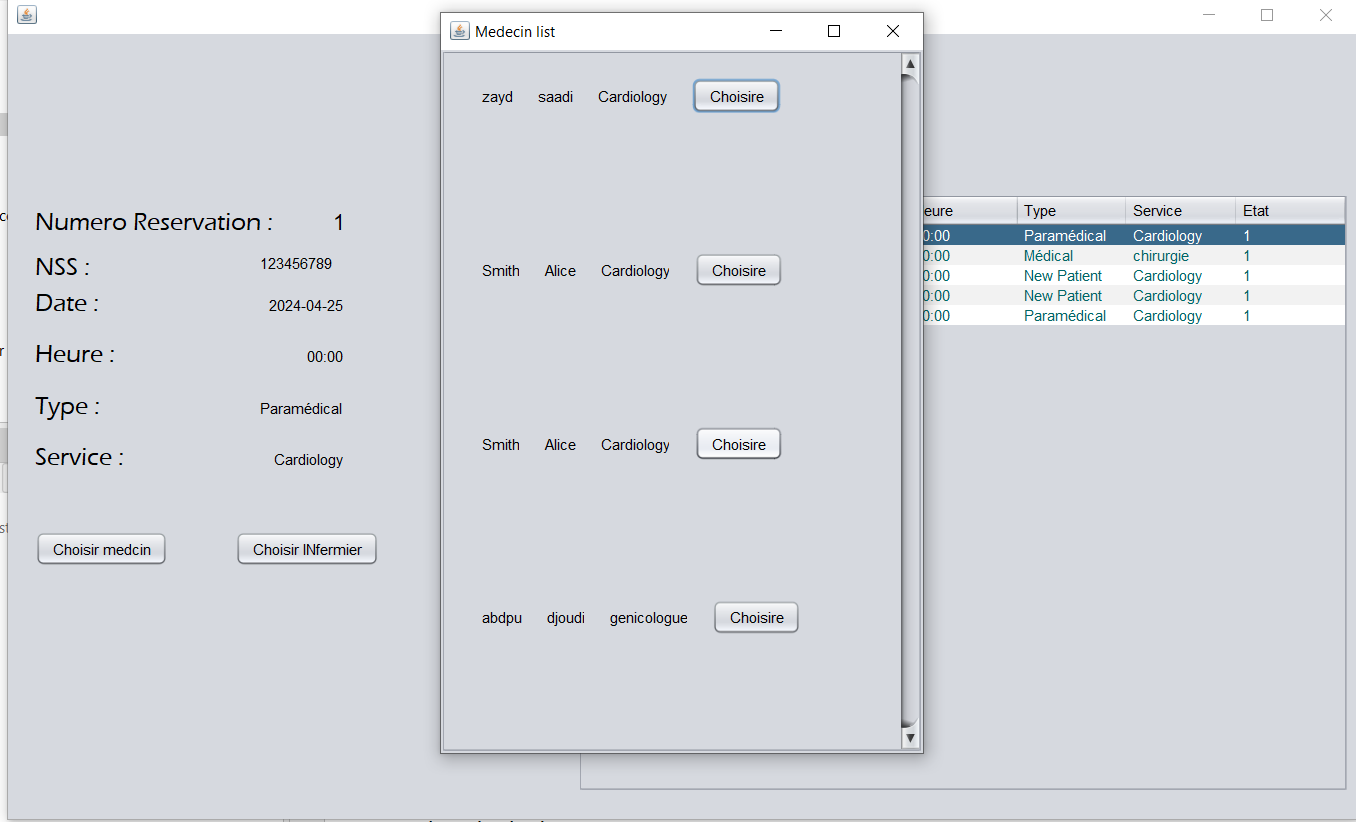 Medecin list
zayd saadi Cardiology Choisire
Smith Alice Cardiology Choisire
Smith Alice Cardiology Choisire
abdpu djoudi genicologue Choisire
Numero Reservation : 1
NSS : 123456789
Date : 2024-04-25
Heure : 00:00
Type : Paramédical
Service : Cardiology
Choisir medcin Choisir INfermier
eure Type Service Etat
0:00 Paramédical Cardiology 1
0:00 Médical chirurgie 1
0:00 New Patient Cardiology 1
0:00 New Patient Cardiology 1
0:00 Paramédical Cardiology 1